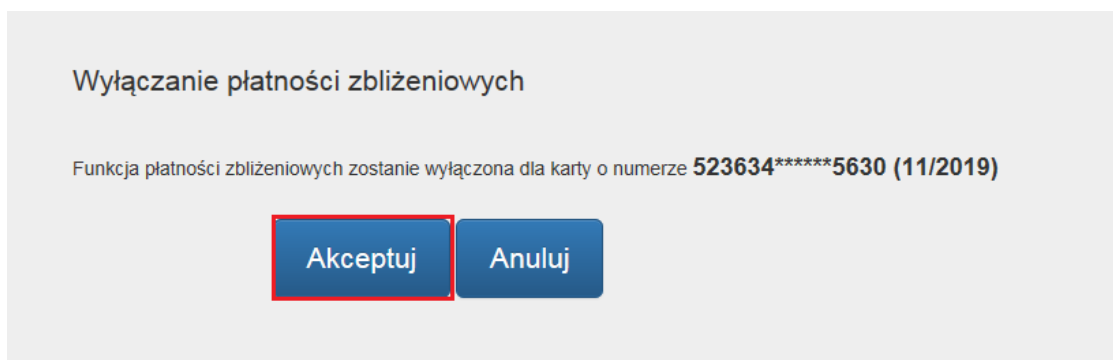 Wyłączanie płatności zbliżeniowych
Funkcja płatności zbliżeniowych zostanie wyłączona dla karty o numerze 523634******5630 (11/2019)
Akceptuj Anuluj